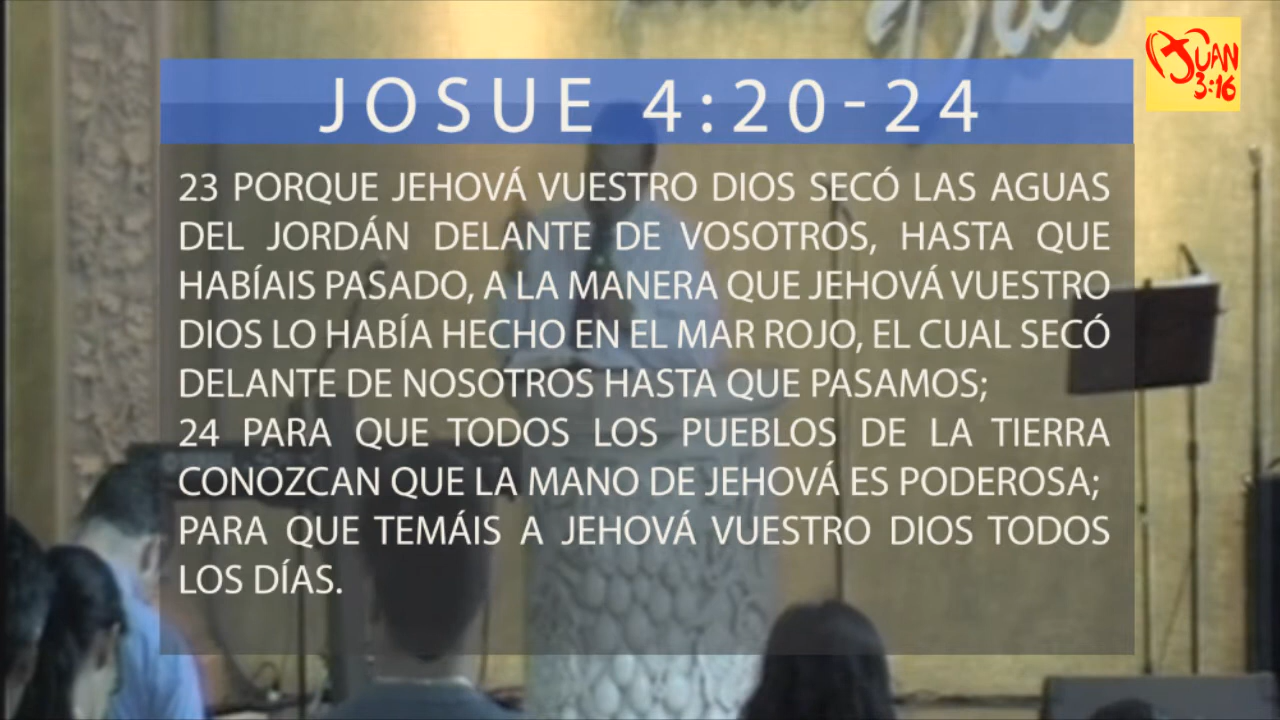 JUAN
3:16
JOSUE 4:20-24
23 PORQUE JEHOVÁ VUESTRO DIOS SECÓ LAS AGUAS
DEL JORDÁN DELANTE DE VOSOTROS, HASTA QUE
HABÍAIS PASADO, A LA MANERA QUE JEHOVÁ VUESTRO
DIOS LO HABÍA HECHO EN EL MAR ROJO, EL CUAL SECÓ
DELANTE DE NOSOTROS HASTA QUE PASAMOS;
24 PARA QUE TODOS LOS PUEBLOS DE LA TIERRA
CONOZCAN QUE LA MANO DE JEHOVÁ ES PODEROSA;
PARA QUE TEMÁIS A JEHOVÁ VUESTRO DIOS TODOS
LOS DÍAS.